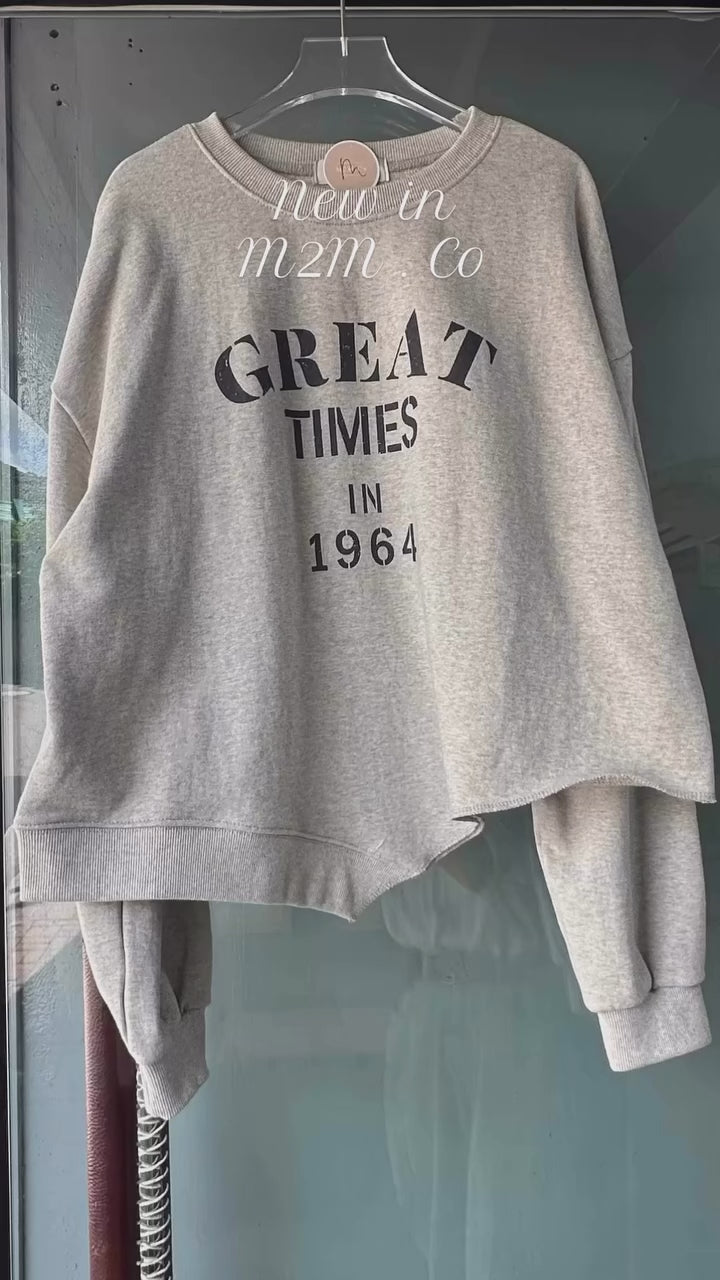 m
New in
M2M . Co
GREAT
TIMES
IN
1964